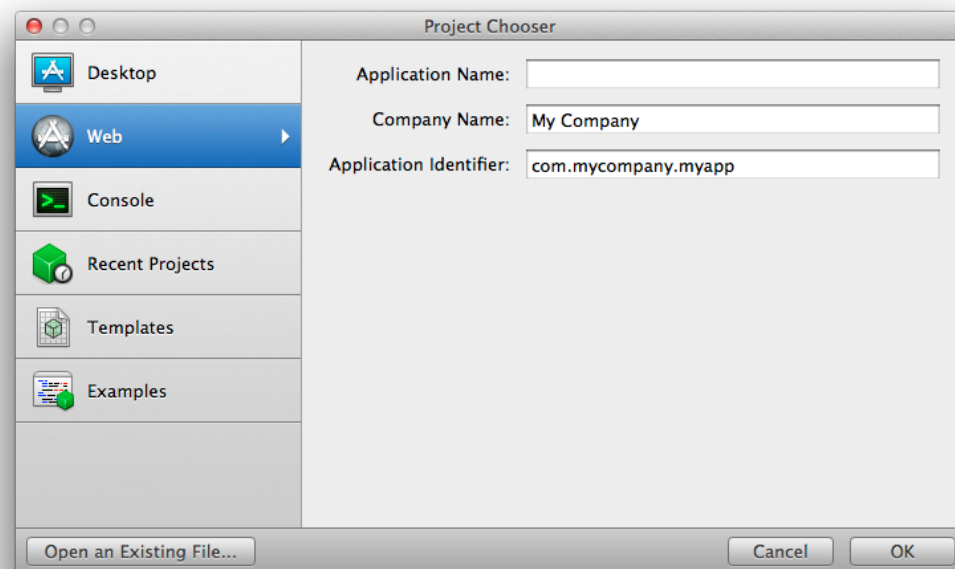 Project Chooser
Desktop
Web
Console
Recent Projects
Templates
Examples
Application Name:
Company Name: My Company
Application Identifier: com.mycompany.myapp
Open an Existing File... Cancel OK